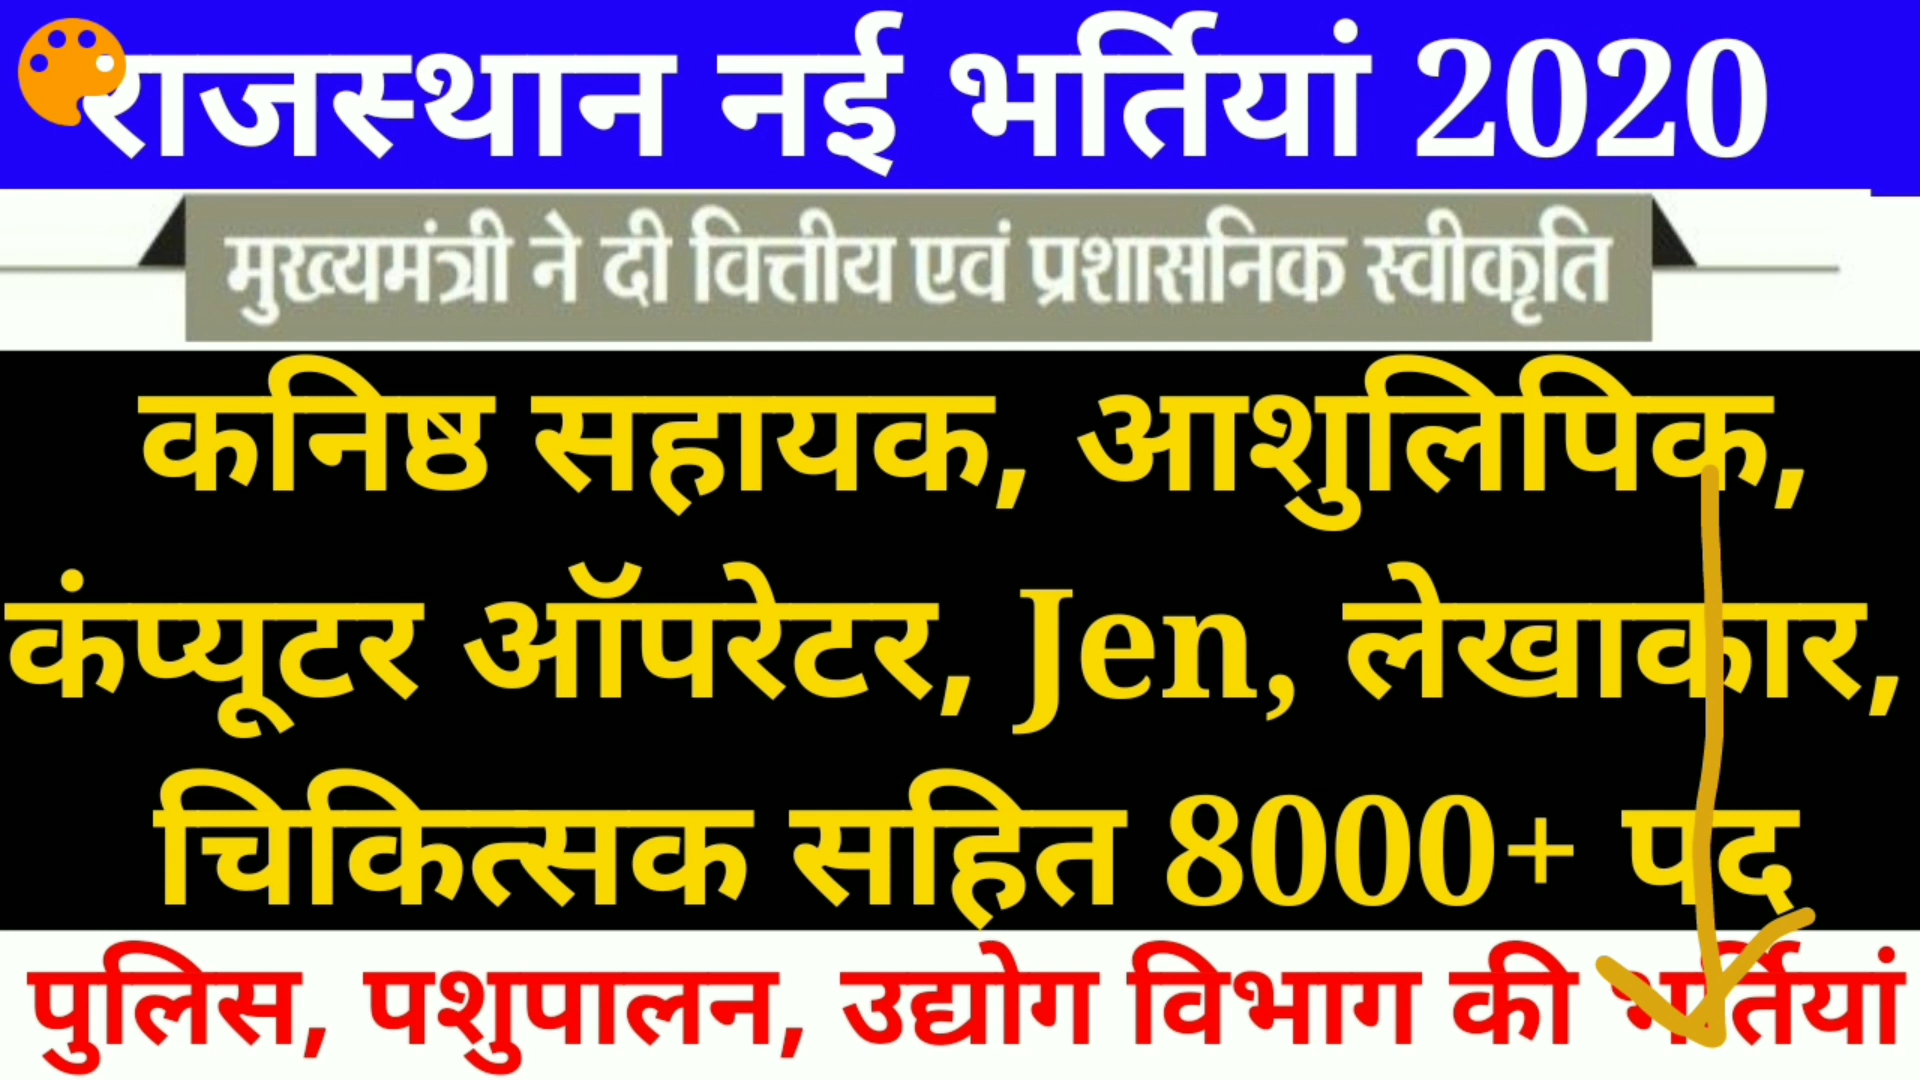 राजस्थान नई भर्तियां 2020
मुख्यमंत्री ने दी वित्तीय एवं प्रशासनिक स्वीकृति
कनिष्ठ सहायक, आशुलिपिक,
कंप्यूटर ऑपरेटर, Jen, लेखाकार,
चिकित्सक सहित 8000+ पद
पुलिस, पशुपालन, उद्योग विभाग की भर्तियां